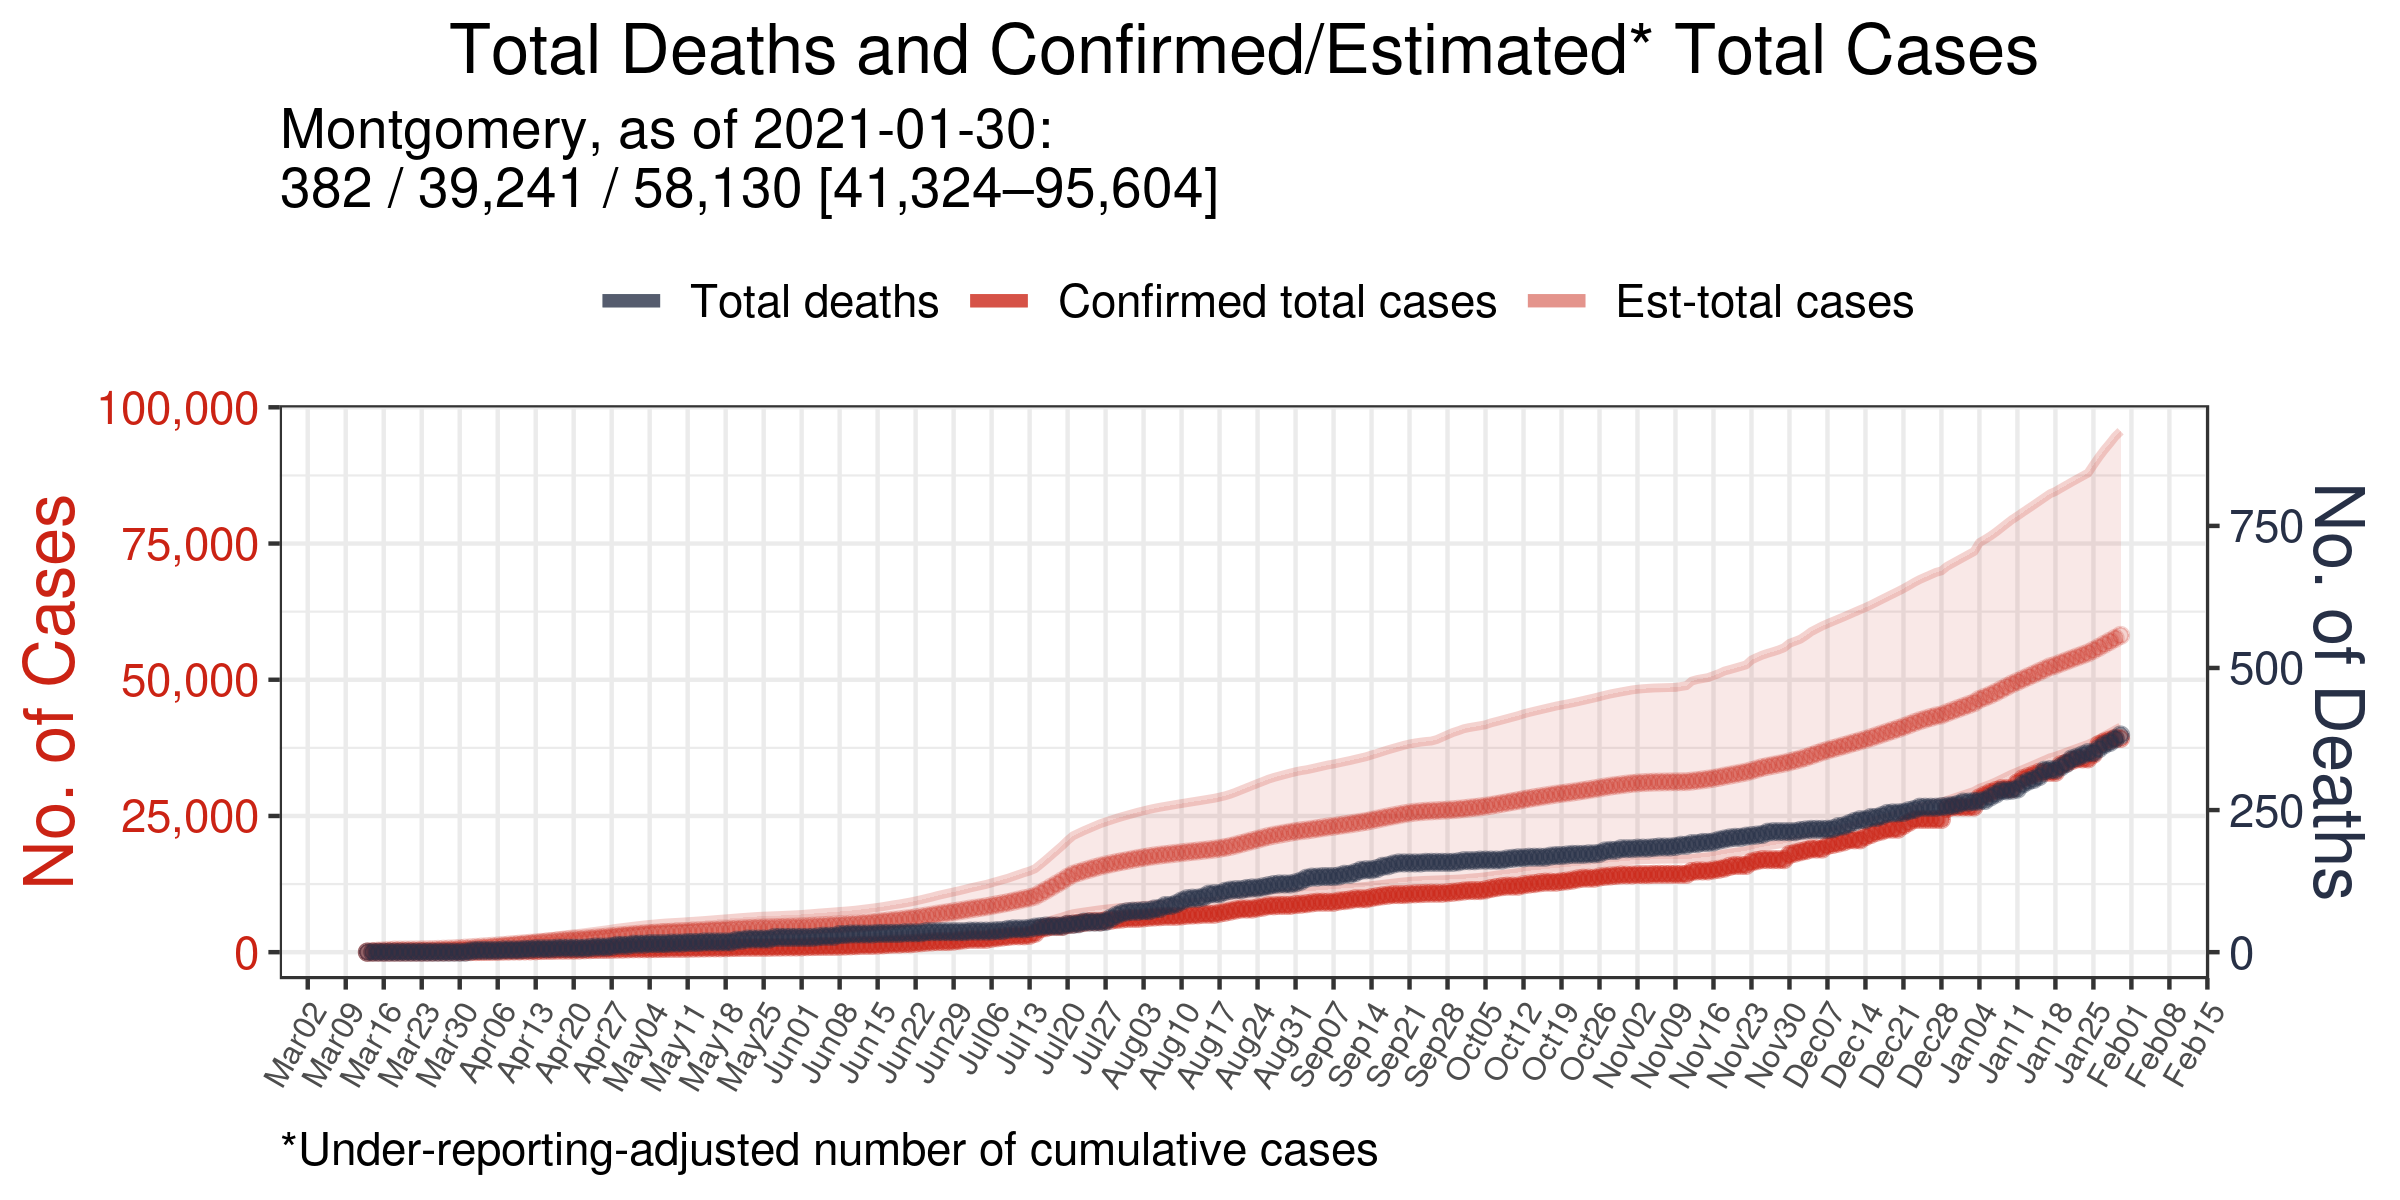 Total Deaths and Confirmed/Estimated* Total Cases
Montgomery, as of 2021-01-30:
382 / 39,241 / 58,130 [41,324–95,604]
Total deaths
Confirmed total cases
Est-total cases
No. of Cases
100,000
75,000
50,000
25,000
0
No. of Deaths
750
500
250
0
Mar02
Mar09
Mar16
Mar23
Mar30
Apr06
Apr13
Apr20
Apr27
May04
May11
May18
May25
Jun01
Jun08
Jun15
Jun22
Jun29
Jul06
Jul13
Jul20
Jul27
Aug03
Aug10
Aug17
Aug24
Aug31
Sep07
Sep14
Sep21
Sep28
Oct05
Oct12
Oct19
Oct26
Nov02
Nov09
Nov16
Nov23
Nov30
Dec07
Dec14
Dec21
Dec28
Jan04
Jan11
Jan18
Jan25
Feb01
Feb08
Feb15
*Under-reporting-adjusted number of cumulative cases